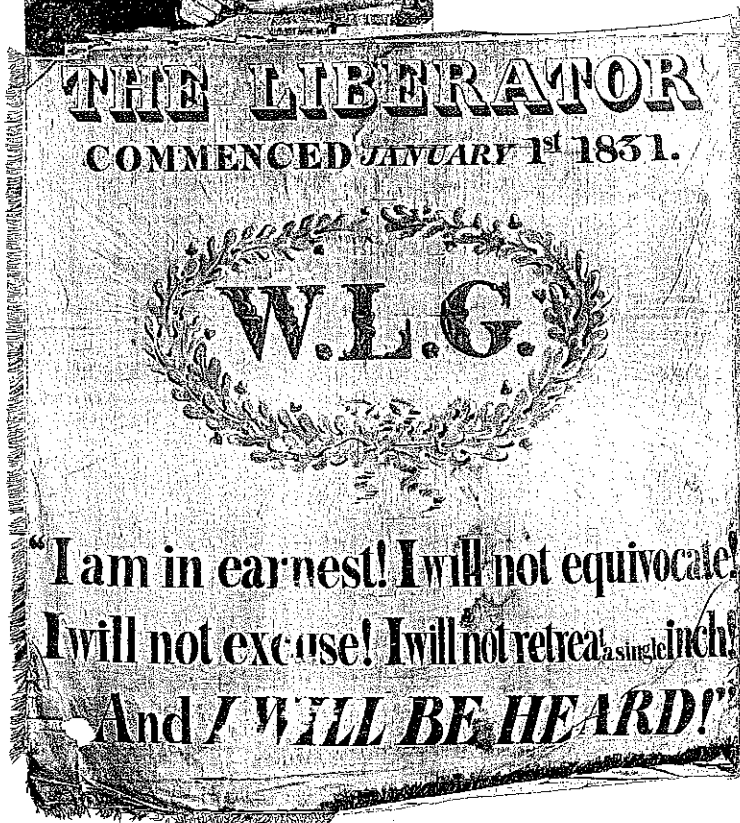 THE LIBERATOR
COMMENCED JANUARY 1st 1831.
W.L.G.
“I am in earnest! I will not equivocate!
I will not excuse! I will not retreat a single inch!
And I WILL BE HEARD!”